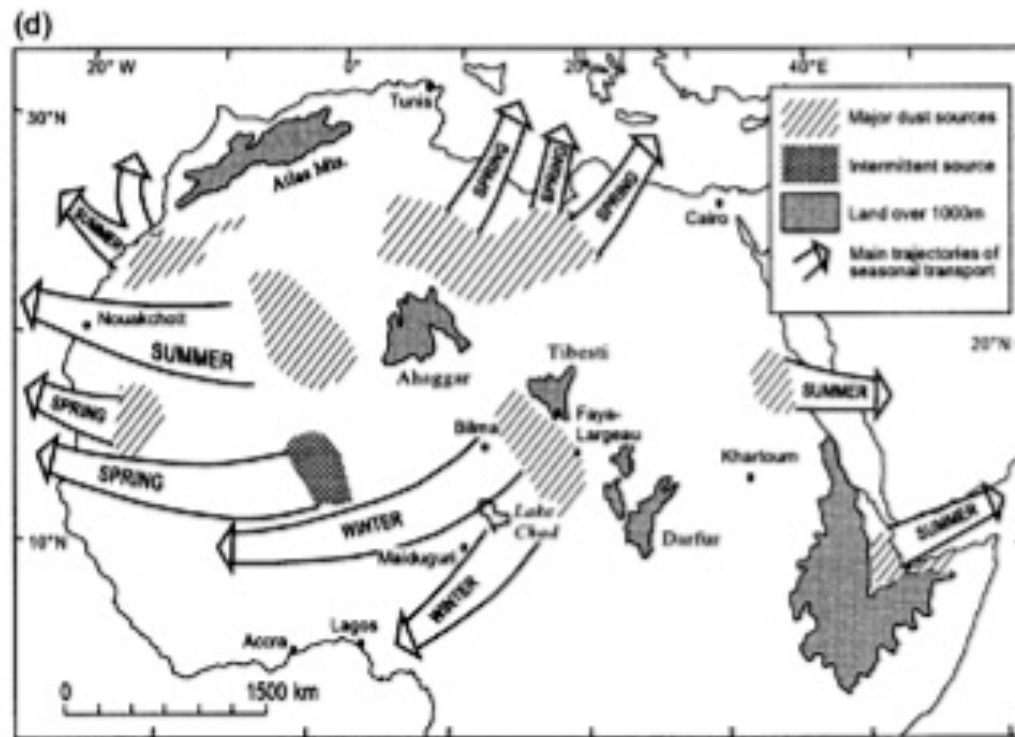 (d)
20°W
0°
20°E
40°E
30°N
Tunis
Atlas Mts.
Major dust sources
Intermittent source
Land over 1000m
Main trajectories of
seasonal transport
SPRING
SPRING
SPRING
Cairo
SUMMER
Nouakchott
SUMMER
20°N
Ahaggar
Tibesti
SUMMER
SPRING
Bilma
Faya-
Largeau
Khartoum
SPRING
WINTER
Lake
Chad
SUMMER
10°N
Maiduguri
Darfur
WINTER
Accra
Lagos
0
1500 km